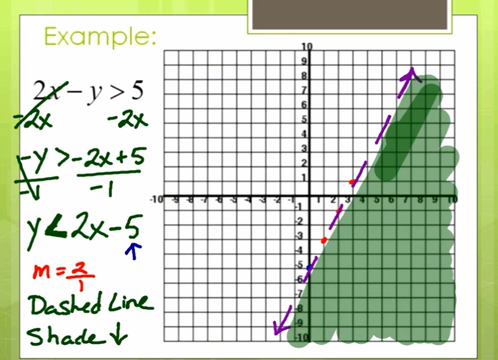 Example:
2x - y > 5
-2x -2x
-y > -2x + 5
-1 -1
y < 2x - 5
m = 2/1
Dashed Line
Shade ↓
10
9
8
7
6
5
4
3
2
1
-10 -9 -8 -7 -6 -5 -4 -3 -2 -1 1 2 3 4 5 6 7 8 9 10
-1
-2
-3
-4
-5
-6
-7
-8
-9
-10